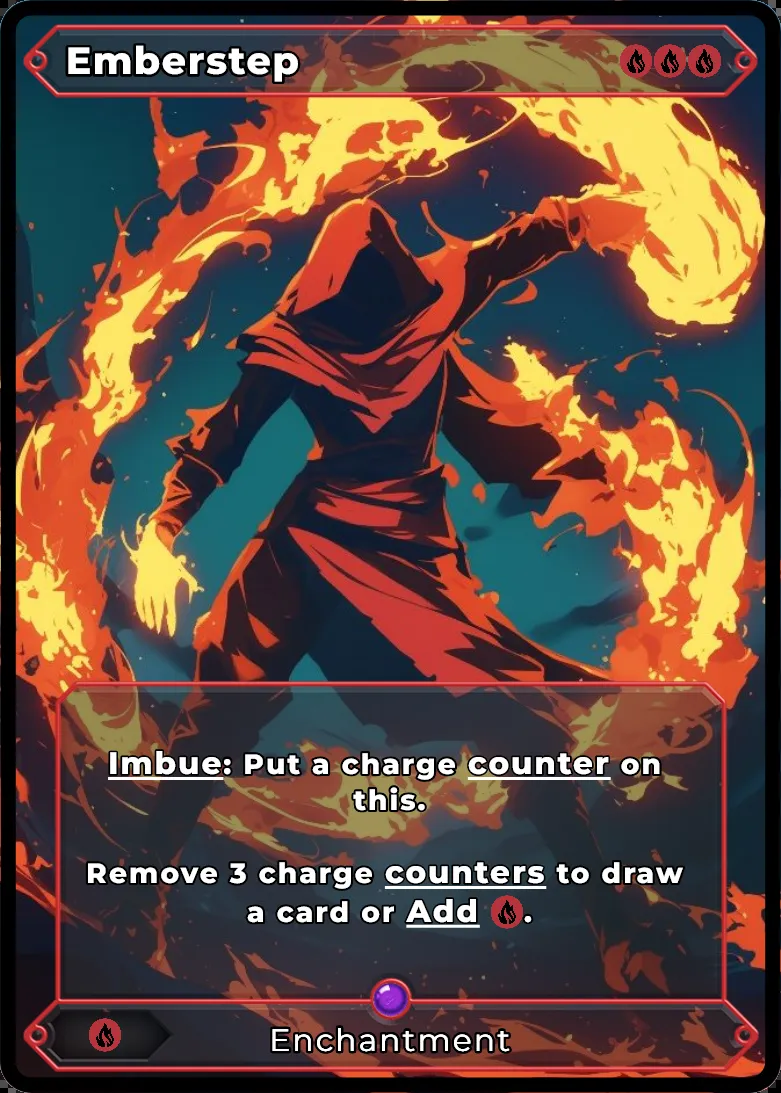 Emberstep
Imbue: Put a charge counter on
this.
Remove 3 charge counters to draw
a card or Add .
Enchantment